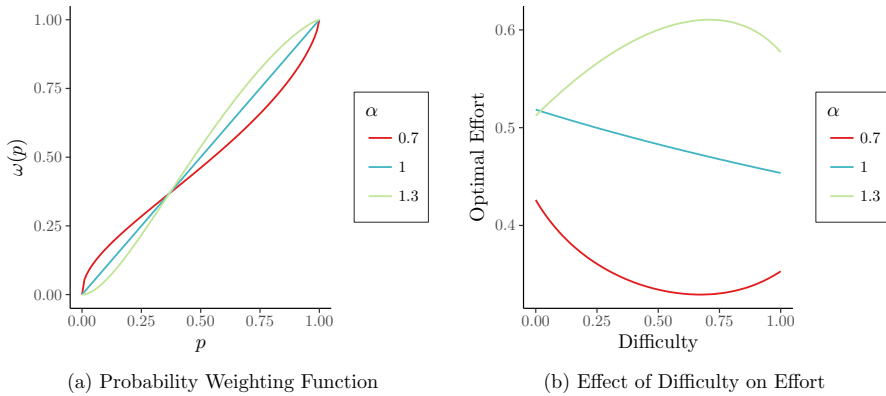 1.00
0.75
0.50
0.25
0.00
ω(p)
0.00 0.25 0.50 0.75 1.00
p
α
0.7
1
1.3
(a) Probability Weighting Function
0.6
0.5
0.4
Optimal Effort
0.00 0.25 0.50 0.75 1.00
Difficulty
α
0.7
1
1.3
(b) Effect of Difficulty on Effort